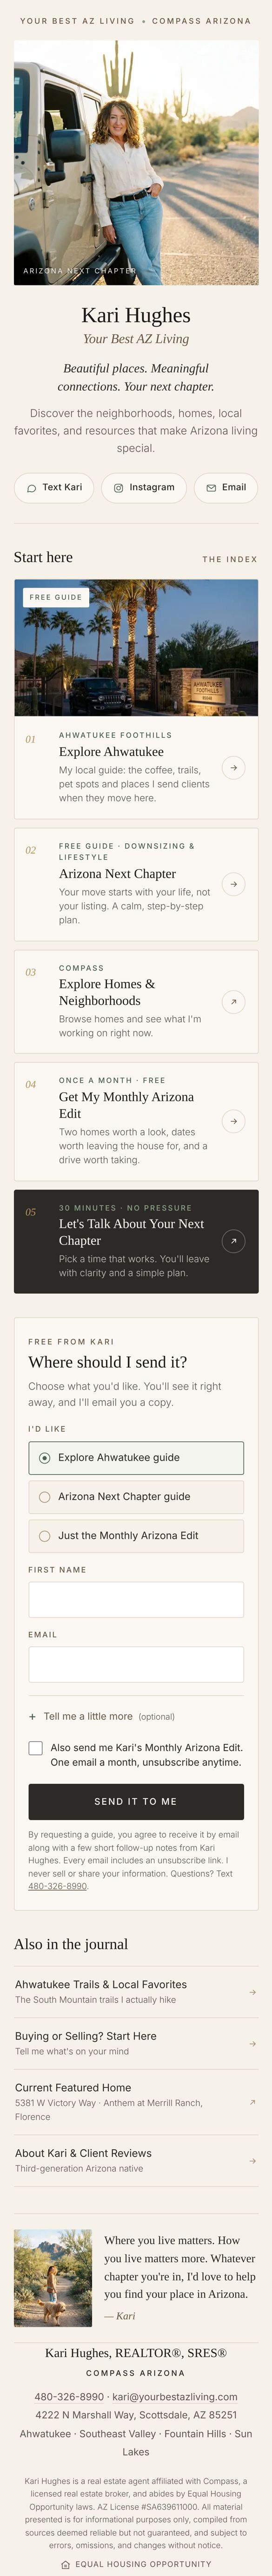 YOUR BEST AZ LIVING • COMPASS ARIZONA
ARIZONA NEXT CHAPTER
Kari Hughes
Your Best AZ Living
Beautiful places. Meaningful
connections. Your next chapter.
Discover the neighborhoods, homes, local
favorites, and resources that make Arizona living
special.
Text Kari
Instagram
Email
Start here
THE INDEX
FREE GUIDE
AHWATUKEE
FOOTHILLS
01
AHWATUKEE FOOTHILLS
Explore Ahwatukee
My local guide: the coffee, trails,
pet spots and places I send clients
when they move here.
→
02
FREE GUIDE · DOWNSIZING &
LIFESTYLE
Arizona Next Chapter
Your move starts with your life, not
your listing. A calm, step-by-step
plan.
→
03
COMPASS
Explore Homes &
Neighborhoods
Browse homes and see what I'm
working on right now.
↗
04
ONCE A MONTH · FREE
Get My Monthly Arizona
Edit
Two homes worth a look, dates
worth leaving the house for, and a
drive worth taking.
→
05
30 MINUTES · NO PRESSURE
Let's Talk About Your Next
Chapter
Pick a time that works. You'll leave
with clarity and a simple plan.
↗
FREE FROM KARI
Where should I send it?
Choose what you'd like. You'll see it right
away, and I'll email you a copy.
I'D LIKE
Explore Ahwatukee guide
Arizona Next Chapter guide
Just the Monthly Arizona Edit
FIRST NAME
EMAIL
+ Tell me a little more (optional)
Also send me Kari's Monthly Arizona Edit.
One email a month, unsubscribe anytime.
SEND IT TO ME
By requesting a guide, you agree to receive it by email
along with a few short follow-up notes from Kari
Hughes. Every email includes an unsubscribe link. I
never sell or share your information. Questions? Text
480-326-8990.
Also in the journal
Ahwatukee Trails & Local Favorites
The South Mountain trails I actually hike
→
Buying or Selling? Start Here
Tell me what's on your mind
→
Current Featured Home
5381 W Victory Way · Anthem at Merrill Ranch,
Florence
↗
About Kari & Client Reviews
Third-generation Arizona native
→
Where you live matters. How
you live matters more. Whatever
chapter you're in, I'd love to help
you find your place in Arizona.
— Kari
Kari Hughes, REALTOR®, SRES®
COMPASS ARIZONA
480-326-8990 · kari@yourbestazliving.com
4222 N Marshall Way, Scottsdale, AZ 85251
Ahwatukee · Southeast Valley · Fountain Hills · Sun
Lakes
Kari Hughes is a real estate agent affiliated with Compass, a
licensed real estate broker, and abides by Equal Housing
Opportunity laws. AZ License #SA639611000. All material
presented is for informational purposes only, compiled from
sources deemed reliable but not guaranteed, and subject to
errors, omissions, and changes without notice.
EQUAL HOUSING OPPORTUNITY